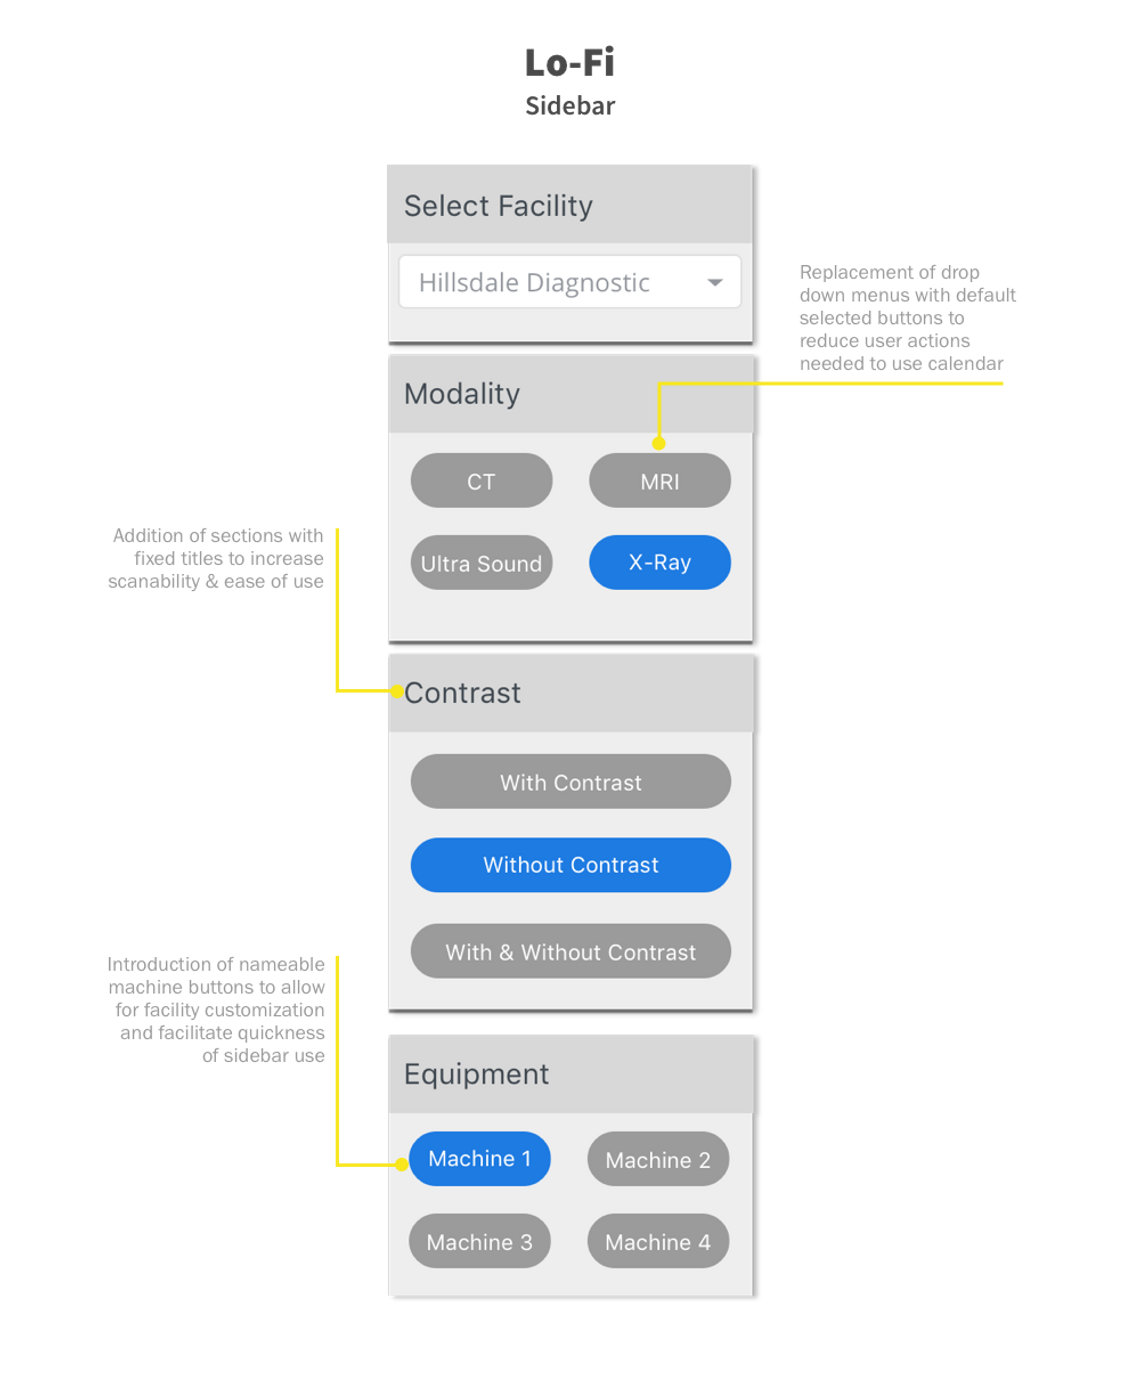 Lo-Fi
Sidebar
Select Facility
Hillsdale Diagnostic
Replacement of drop
down menus with default
selected buttons to
reduce user actions
needed to use calendar
Modality
CT
MRI
Ultra Sound
X-Ray
Addition of sections with
fixed titles to increase
scanability & ease of use
Contrast
With Contrast
Without Contrast
With & Without Contrast
Introduction of nameable
machine buttons to allow
for facility customization
and facilitate quickness
of sidebar use
Equipment
Machine 1
Machine 2
Machine 3
Machine 4